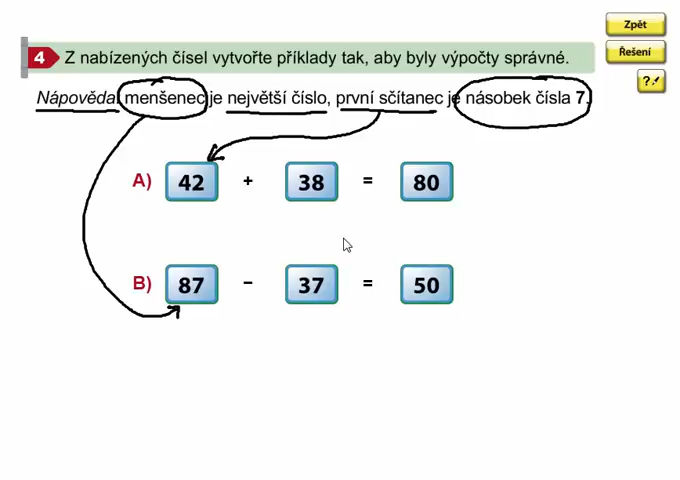 Zpět
4 Z nabízených čísel vytvořte příklady tak, aby byly výpočty správné.
Řešení
?
Nápověda: menšenec je největší číslo, první sčítanec je násobek čísla 7.
A) 42 + 38 = 80
B) 87 − 37 = 50